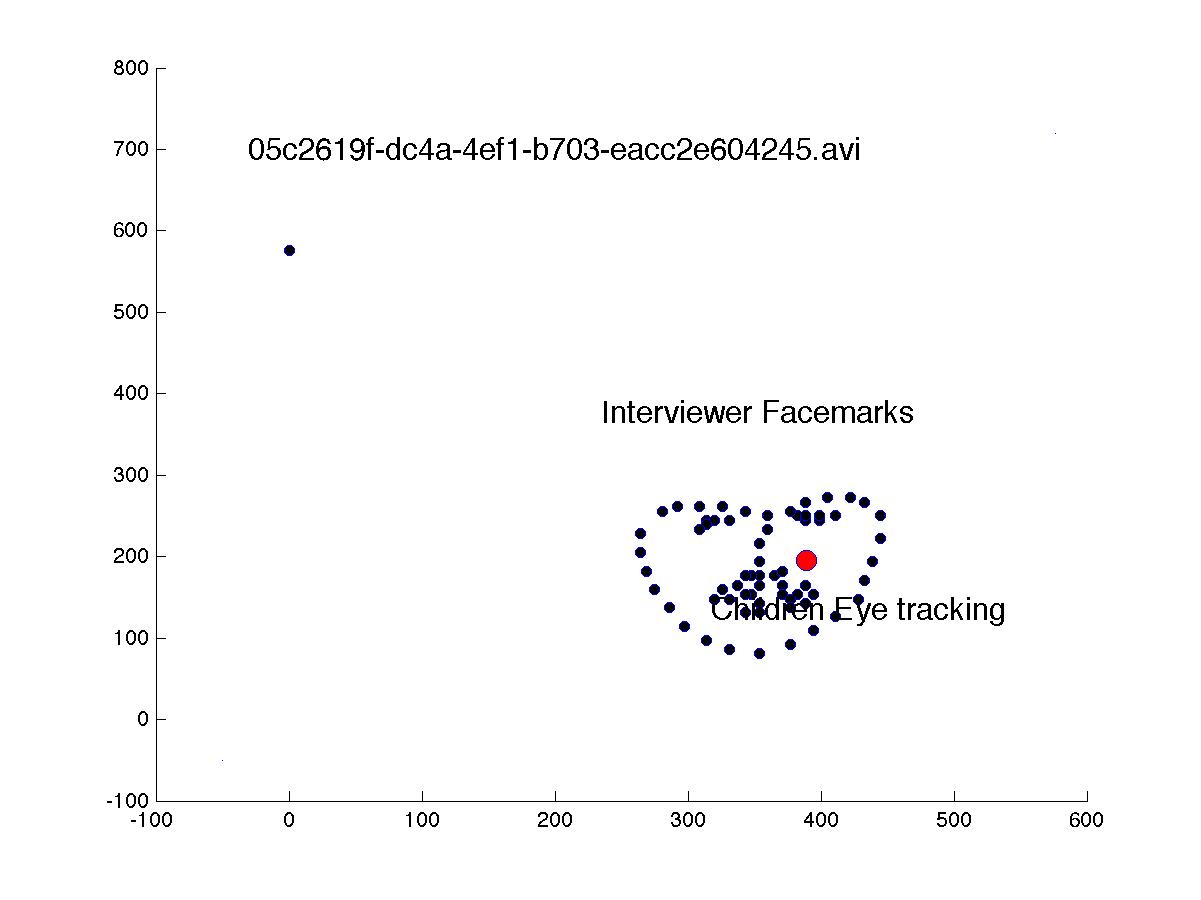 800
700
05c2619f-dc4a-4ef1-b703-eacc2e604245.avi
600
500
400
Interviewer Facemarks
300
200
Children Eye tracking
100
0
-100
-100 0 100 200 300 400 500 600